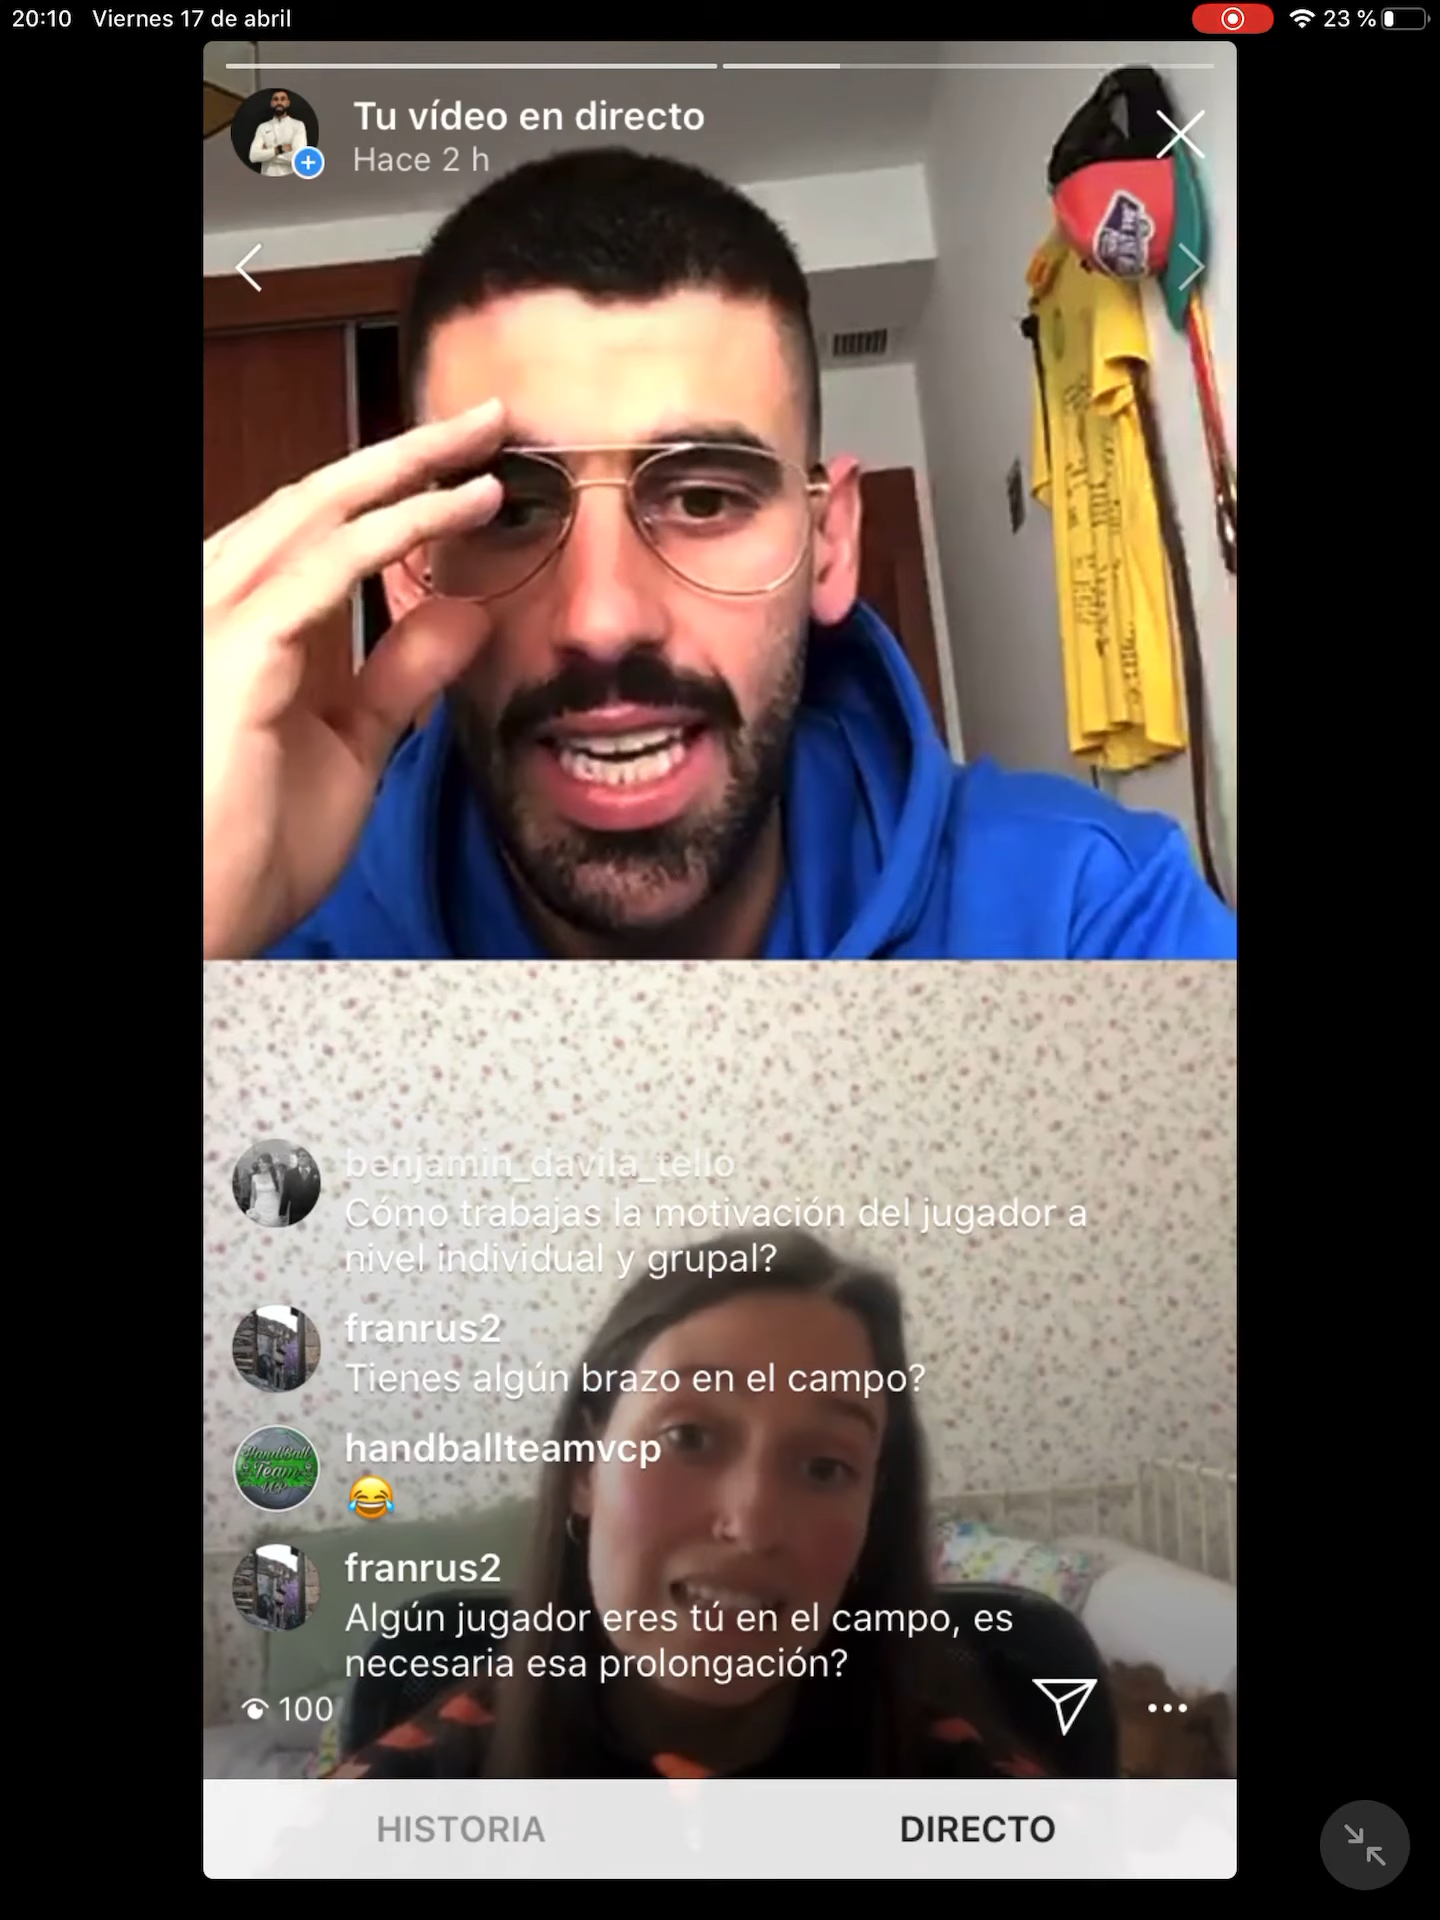 20:10 Viernes 17 de abril
23 %
Tu vídeo en directo
Hace 2 h
benjamin_davila_tello
Cómo trabajas la motivación del jugador a
nivel individual y grupal?
franrus2
Tienes algún brazo en el campo?
handballteamvcp
HandBall
Team
😂
franrus2
Algún jugador eres tú en el campo, es
necesaria esa prolongación?
100
HISTORIA
DIRECTO